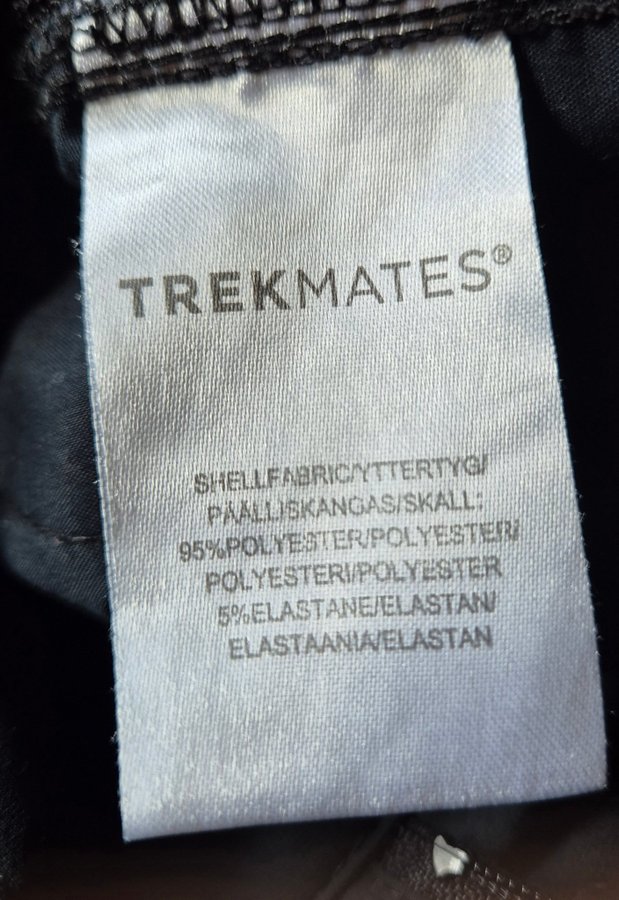 TREKMATES®
SHELLFABRIC/YTTERTYG/
PÄÄLLISKANGAS/SKALL:
95%POLYESTER/POLYESTER/
POLYESTERI/POLYESTER
5%ELASTANE/ELASTAN/
ELASTAANIA/ELASTAN